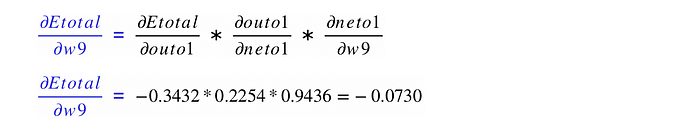 ∂Etotal/∂w9 = ∂Etotal/∂outo1 * ∂outo1/∂neto1 * ∂neto1/∂w9
∂Etotal/∂w9 = −0.3432*0.2254*0.9436=−0.0730